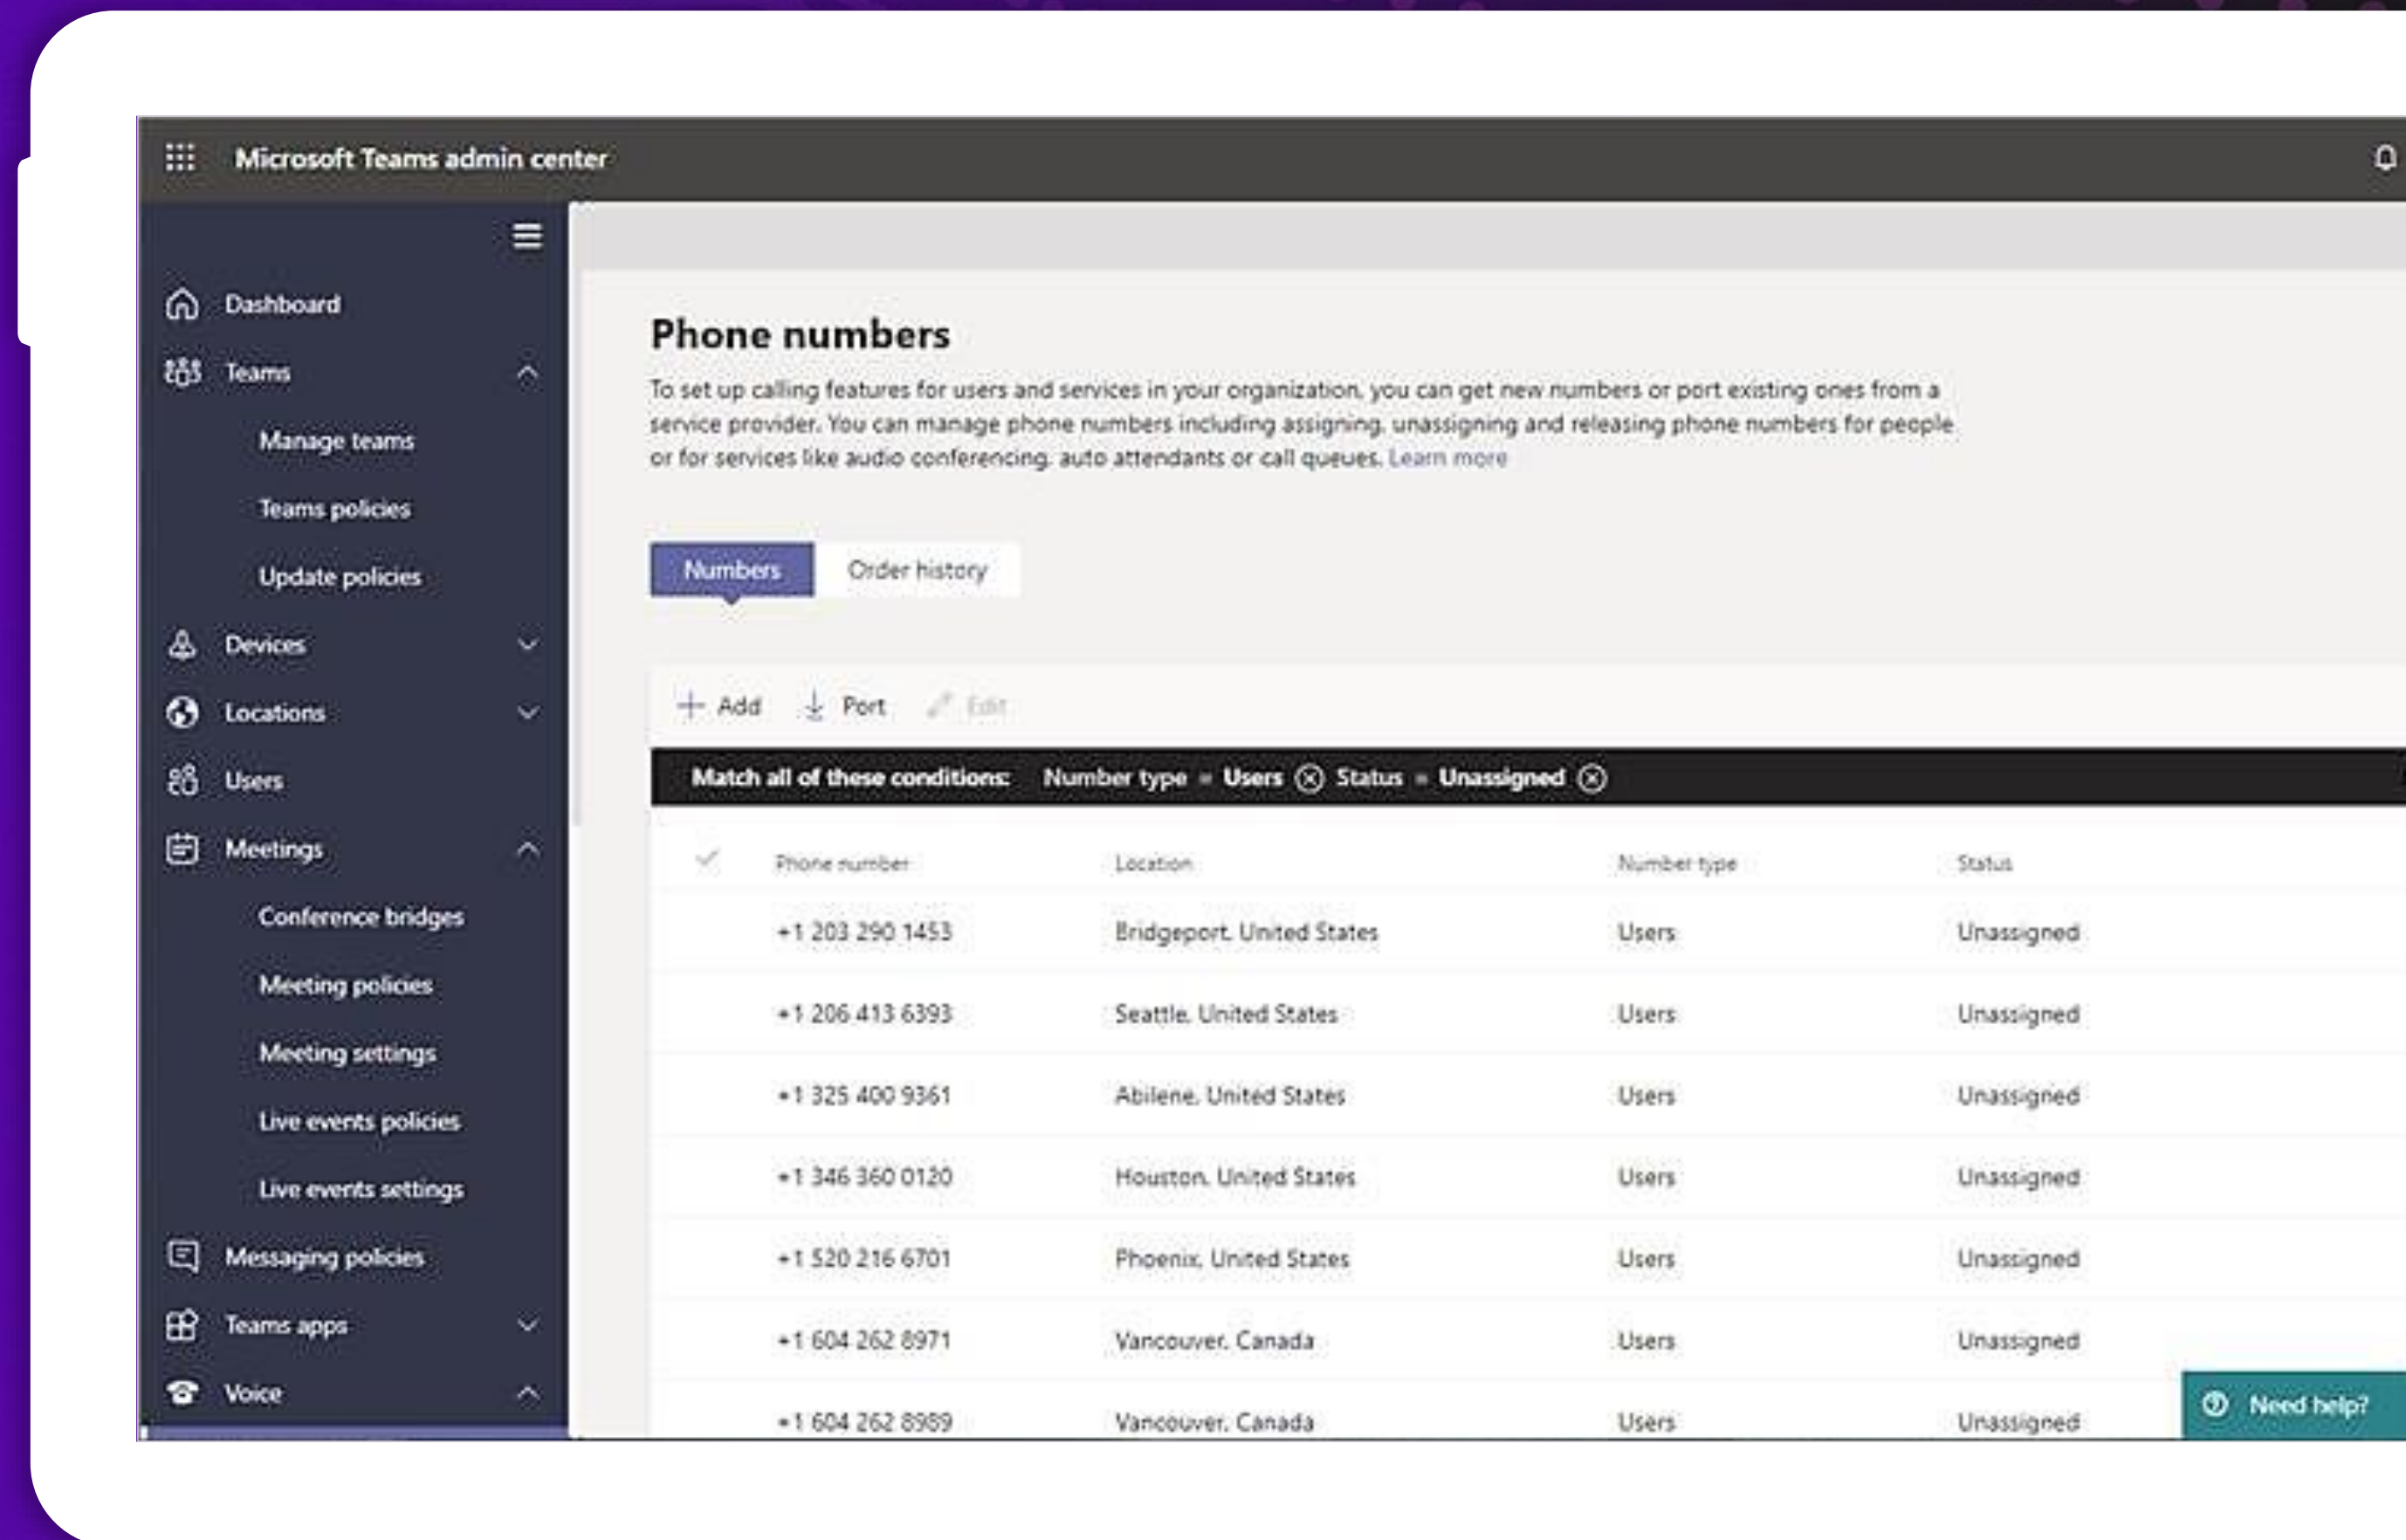 Microsoft Teams admin center
Dashboard
Teams
Manage teams
Teams policies
Update policies
Devices
Locations
Users
Meetings
Conference bridges
Meeting policies
Meeting settings
Live events policies
Live events settings
Messaging policies
Teams apps
Voice
Phone numbers
To set up calling features for users and services in your organization, you can get new numbers or port existing ones from a
service provider. You can manage phone numbers including assigning, unassigning and releasing phone numbers for people
or for services like audio conferencing, auto attendants or call queues. Learn more
Numbers Order history
Add Port Edit
Match all of these conditions: Number type = Users Status = Unassigned
Phone number Location Number type Status
+1 203 290 1453 Bridgeport, United States Users Unassigned
+1 206 413 6393 Seattle, United States Users Unassigned
+1 325 400 9361 Abilene, United States Users Unassigned
+1 346 360 0120 Houston, United States Users Unassigned
+1 520 216 6701 Phoenix, United States Users Unassigned
+1 604 262 8971 Vancouver, Canada Users Unassigned
+1 604 262 8989 Vancouver, Canada Users Unassigned
Need help?